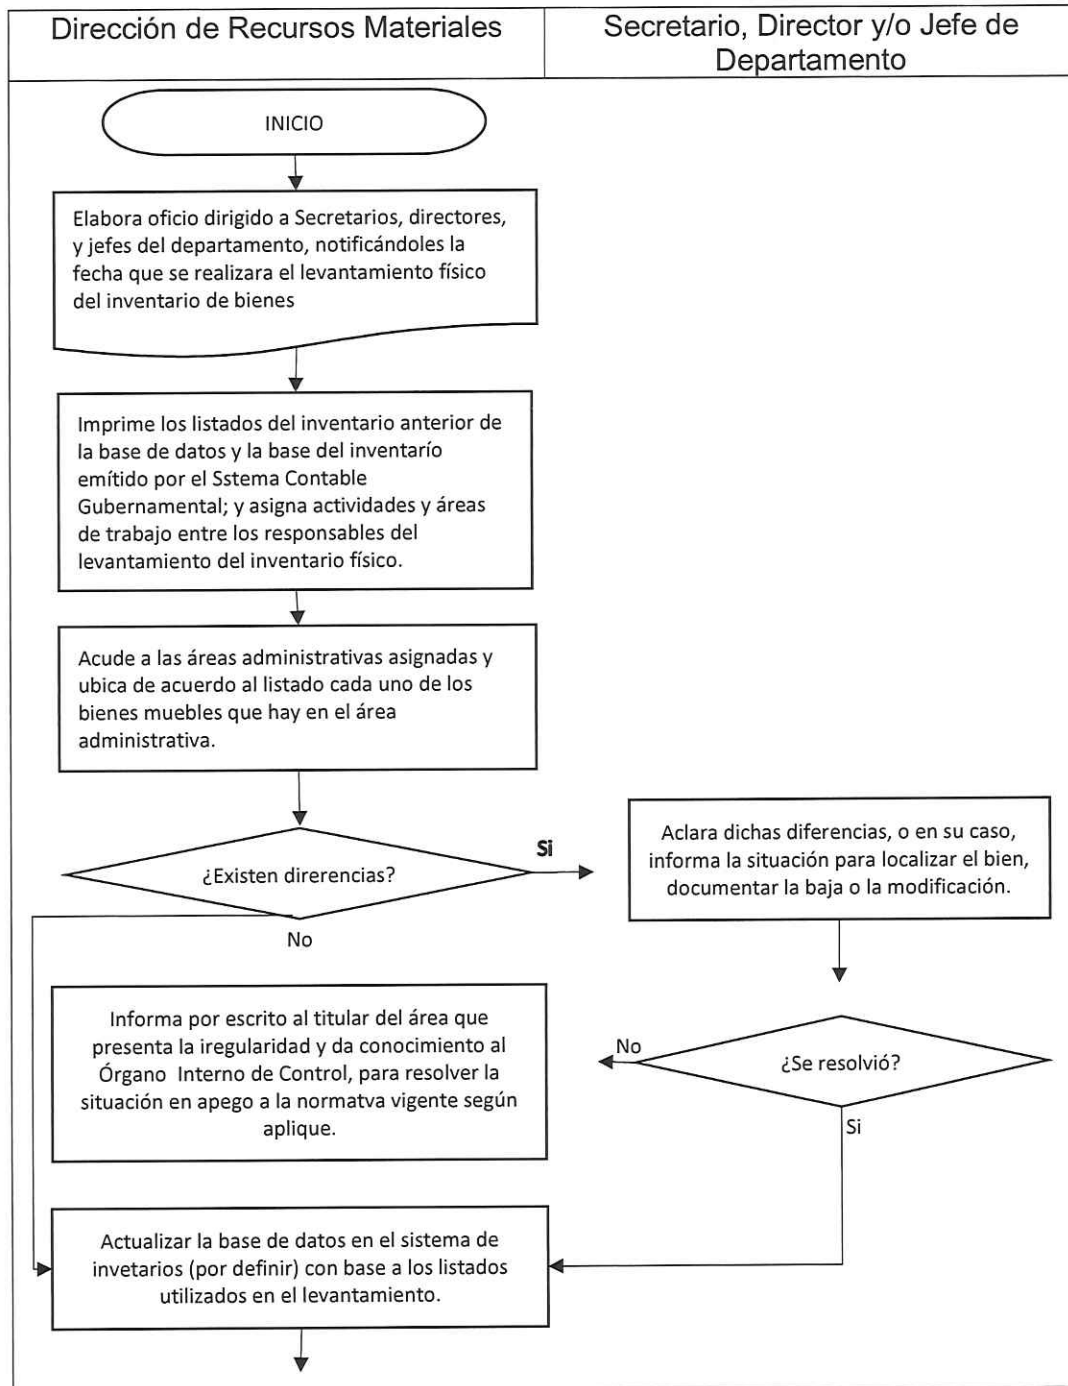 Dirección de Recursos Materiales
Secretario, Director y/o Jefe de
Departamento
INICIO
Elabora oficio dirigido a Secretarios, directores,
y jefes del departamento, notificándoles la
fecha que se realizara el levantamiento físico
del inventario de bienes
Imprime los listados del inventario anterior de
la base de datos y la base del inventarío
emítido por el Sstema Contable
Gubernamental; y asigna actividades y áreas
de trabajo entre los responsables del
levantamiento del inventario físico.
Acude a las áreas administrativas asignadas y
ubica de acuerdo al listado cada uno de los
bienes muebles que hay en el área
administrativa.
¿Existen direrencias?
Si
No
Aclara dichas diferencias, o en su caso,
informa la situación para localizar el bien,
documentar la baja o la modificación.
¿Se resolvió?
No
Si
Informa por escrito al titular del área que
presenta la iregularidad y da conocimiento al
Órgano Interno de Control, para resolver la
situación en apego a la normatva vigente según
aplique.
Actualizar la base de datos en el sistema de
invetarios (por definir) con base a los listados
utilizados en el levantamiento.